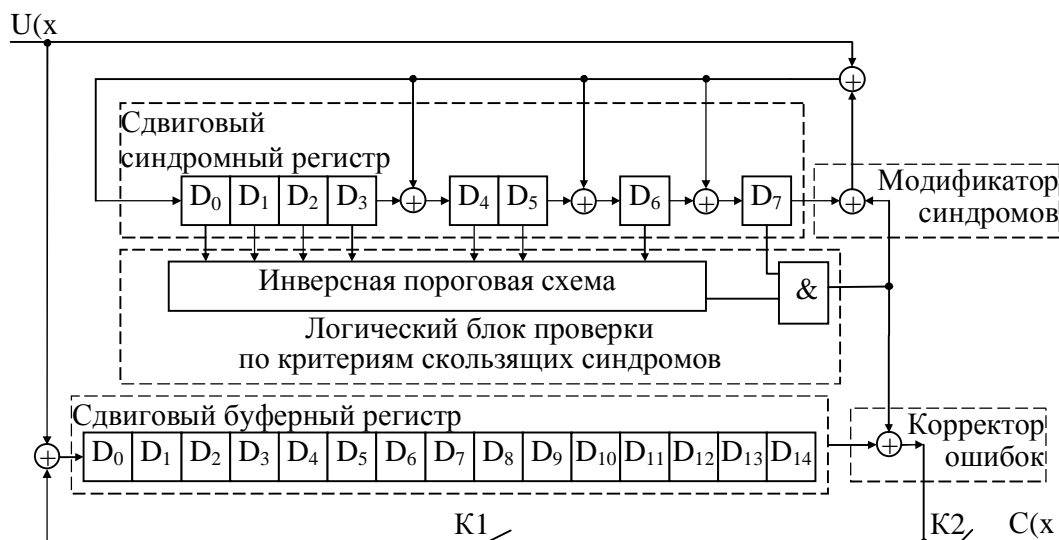 U(x
Сдвиговый
синдромный регистр
D0 D1 D2 D3 D4 D5 D6 D7
Модификатор
синдромов
Инверсная пороговая схема
&
Логический блок проверки
по критериям скользящих синдромов
Сдвиговый буферный регистр
D0 D1 D2 D3 D4 D5 D6 D7 D8 D9 D10 D11 D12 D13 D14
Корректор
ошибок
К1 К2 C(x